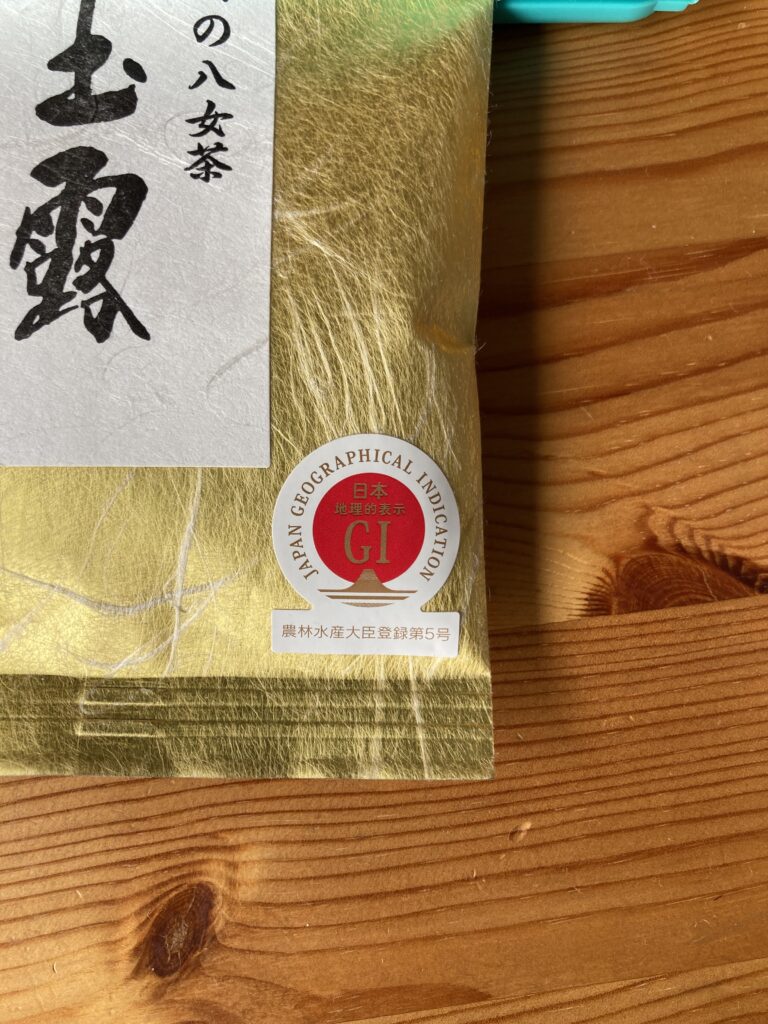 の八女茶
玉露
JAPAN GEOGRAPHICAL INDICATION
日本
地理的表示
GI
農林水産大臣登録第5号